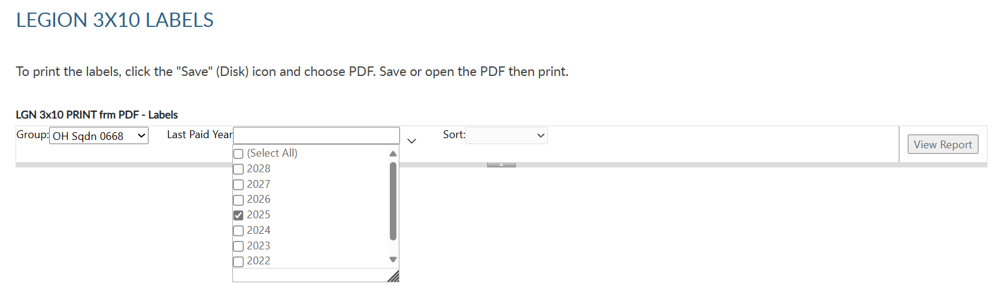 LEGION 3X10 LABELS
To print the labels, click the "Save" (Disk) icon and choose PDF. Save or open the PDF then print.
LGN 3x10 PRINT frm PDF - Labels
Group: OH Sqdn 0668 Last Paid Year Sort: View Report
(Select All)
2028
2027
2026
2025
2024
2023
2022